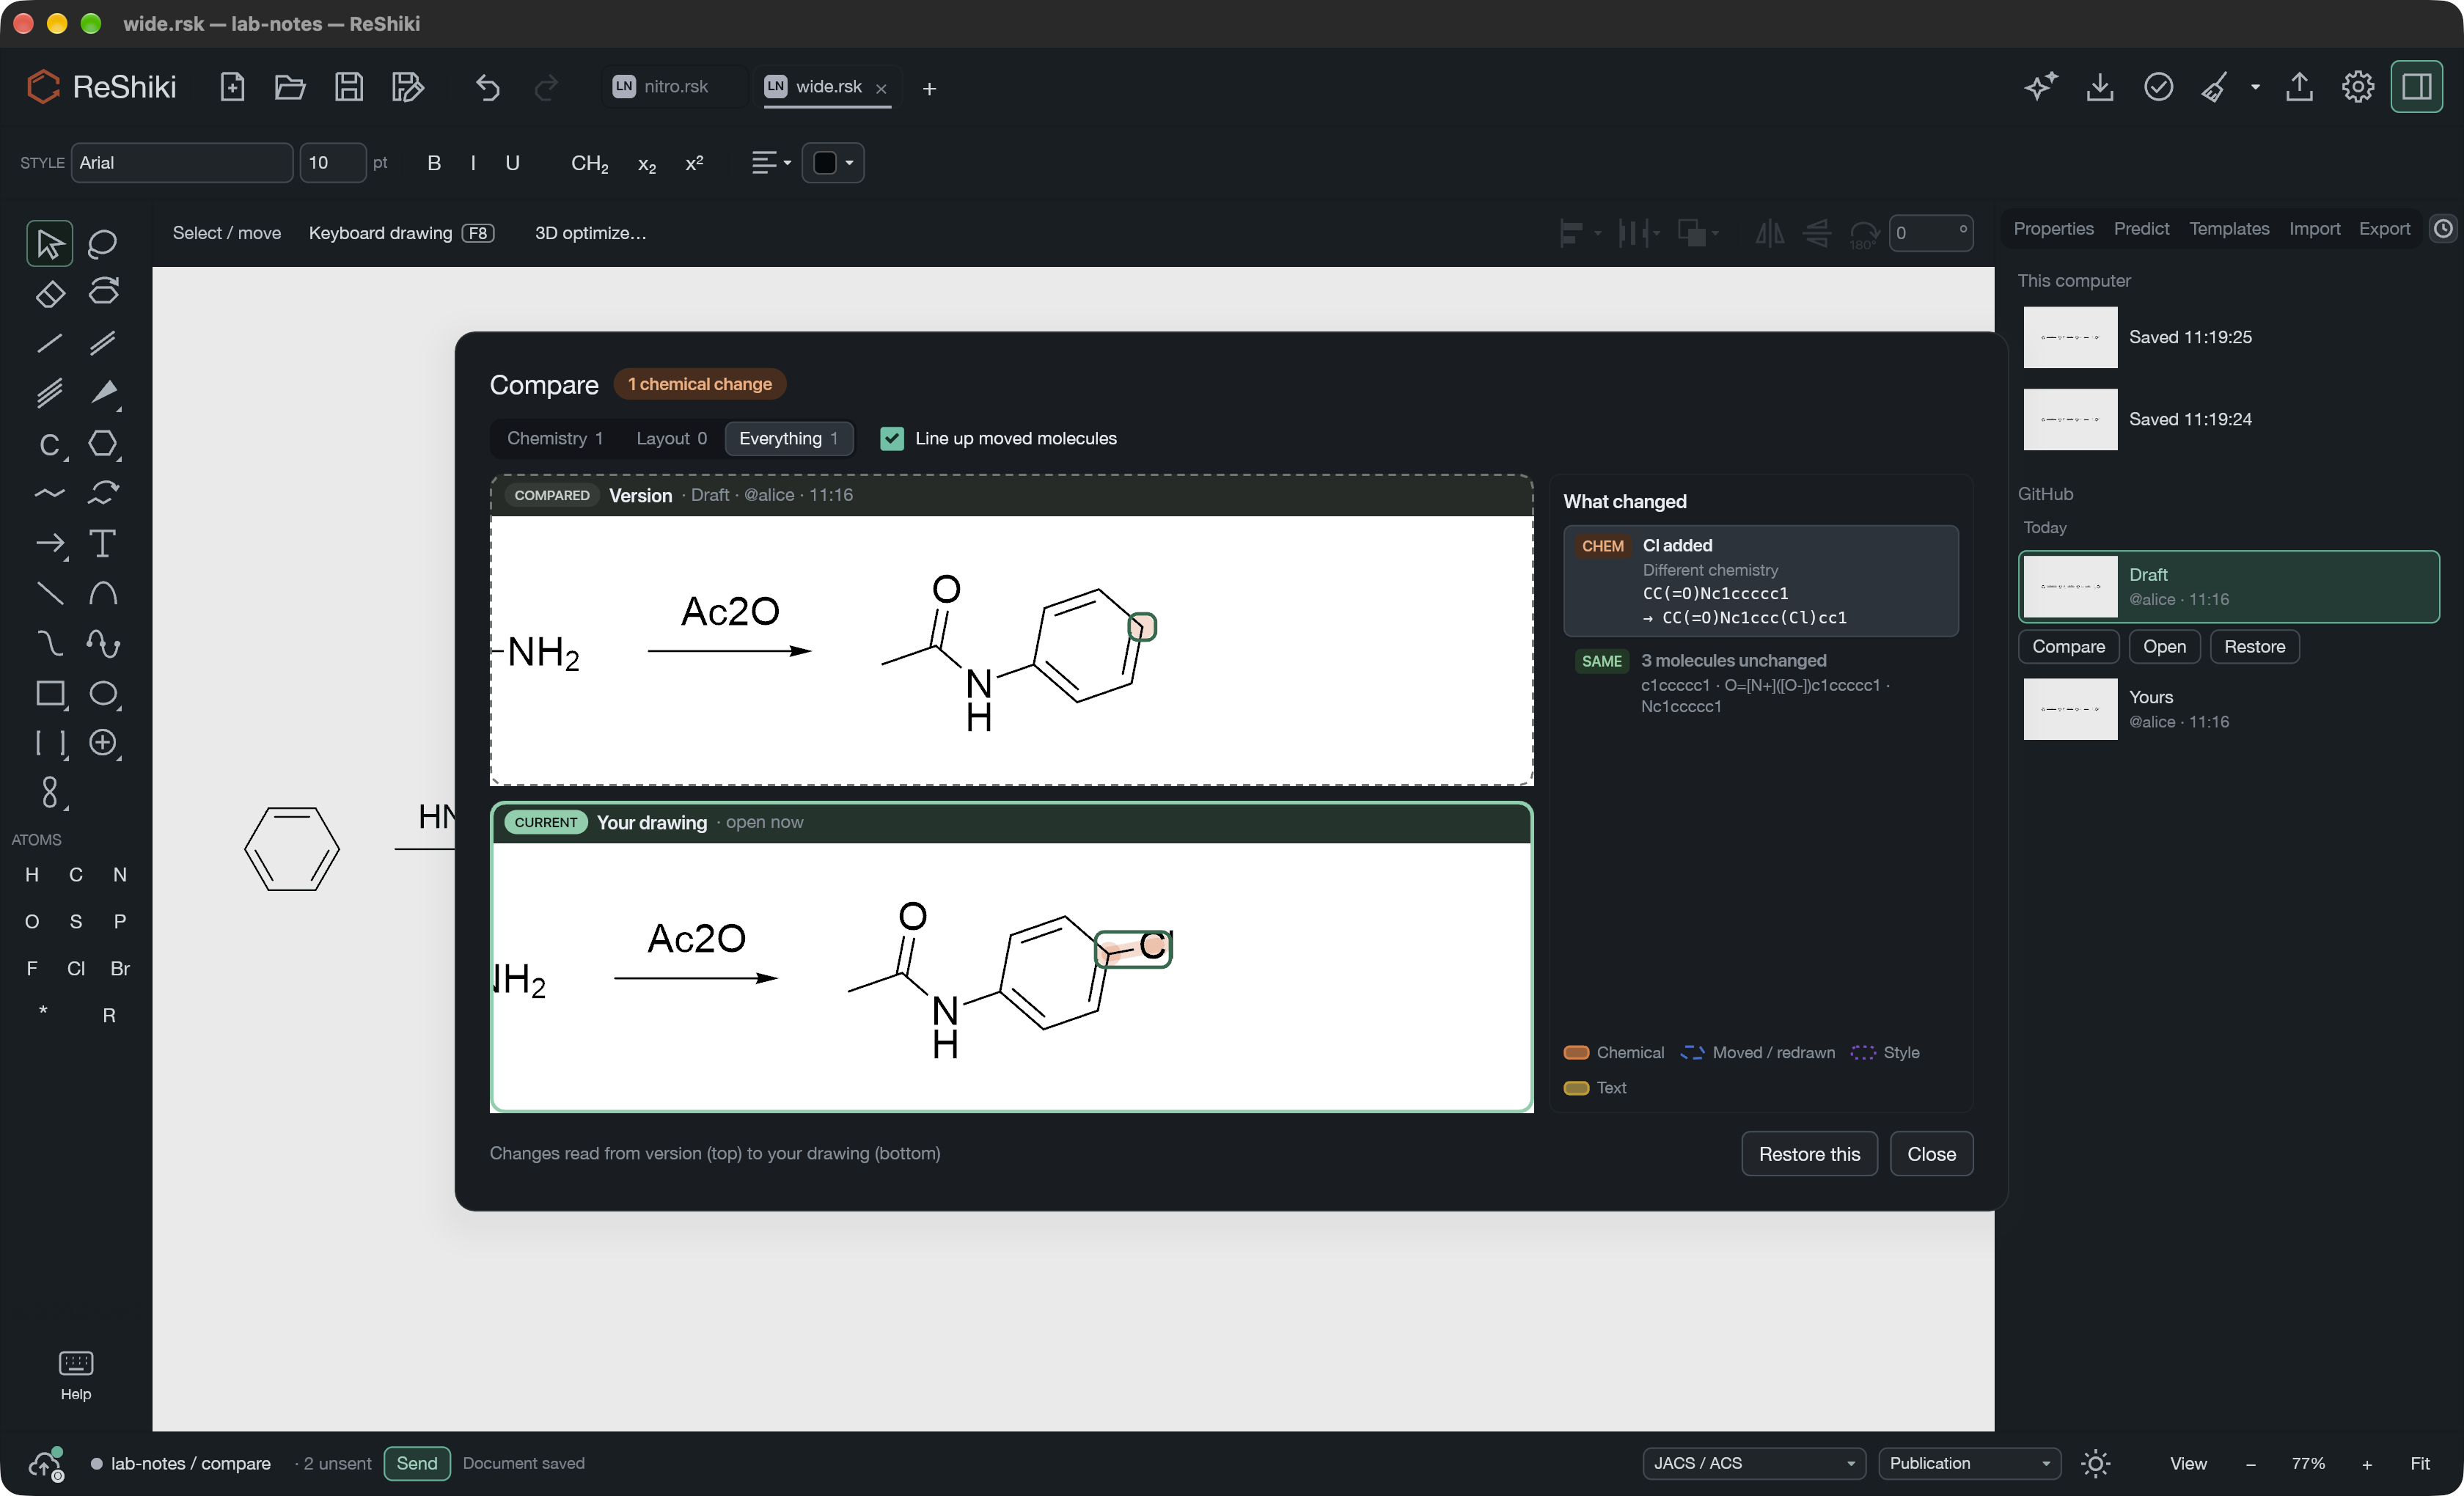 wide.rsk — lab-notes — ReShiki
ReShiki
LN nitro.rsk
LN wide.rsk × +
STYLE Arial 10 pt B I U CH₂ x₂ x²
Select / move Keyboard drawing F8 3D optimize…
180° 0 °
Properties Predict Templates Import Export
C
T
ATOMS
H C N
O S P
F Cl Br
* R
Help
HN
Compare 1 chemical change
Chemistry 1 Layout 0 Everything 1 Line up moved molecules
COMPARED Version · Draft · @alice · 11:16
NH₂ Ac2O O
N
H
CURRENT Your drawing · open now
NH₂ Ac2O O Cl
N
H
What changed
CHEM Cl added
Different chemistry
CC(=O)Nc1ccccc1
→ CC(=O)Nc1ccc(Cl)cc1
SAME 3 molecules unchanged
c1ccccc1 · O=[N+]([O-])c1ccccc1 ·
Nc1ccccc1
Chemical Moved / redrawn Style
Text
Changes read from version (top) to your drawing (bottom)
Restore this Close
This computer
Saved 11:19:25
Saved 11:19:24
GitHub
Today
Draft
@alice · 11:16
Compare Open Restore
Yours
@alice · 11:16
lab-notes / compare · 2 unsent Send Document saved
JACS / ACS Publication View − 77% + Fit